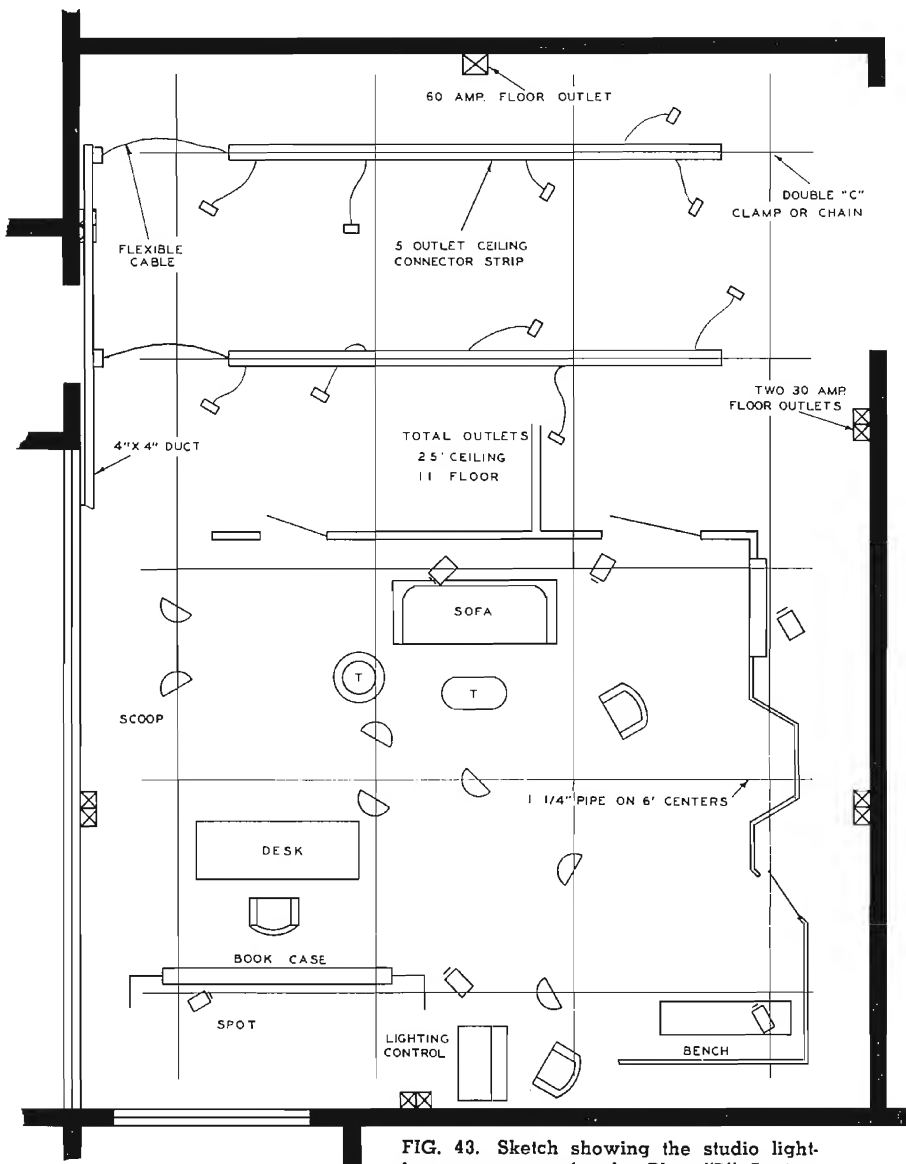 60 AMP. FLOOR OUTLET
DOUBLE "C"
CLAMP OR CHAIN
FLEXIBLE
CABLE
5 OUTLET CEILING
CONNECTOR STRIP
TWO 30 AMP.
FLOOR OUTLETS
4"X 4" DUCT
TOTAL OUTLETS
25' CEILING
11 FLOOR
SOFA
T
T
SCOOP
1 1/4" PIPE ON 6' CENTERS
DESK
BOOK CASE
SPOT
LIGHTING
CONTROL
BENCH
FIG. 43. Sketch showing the studio light-